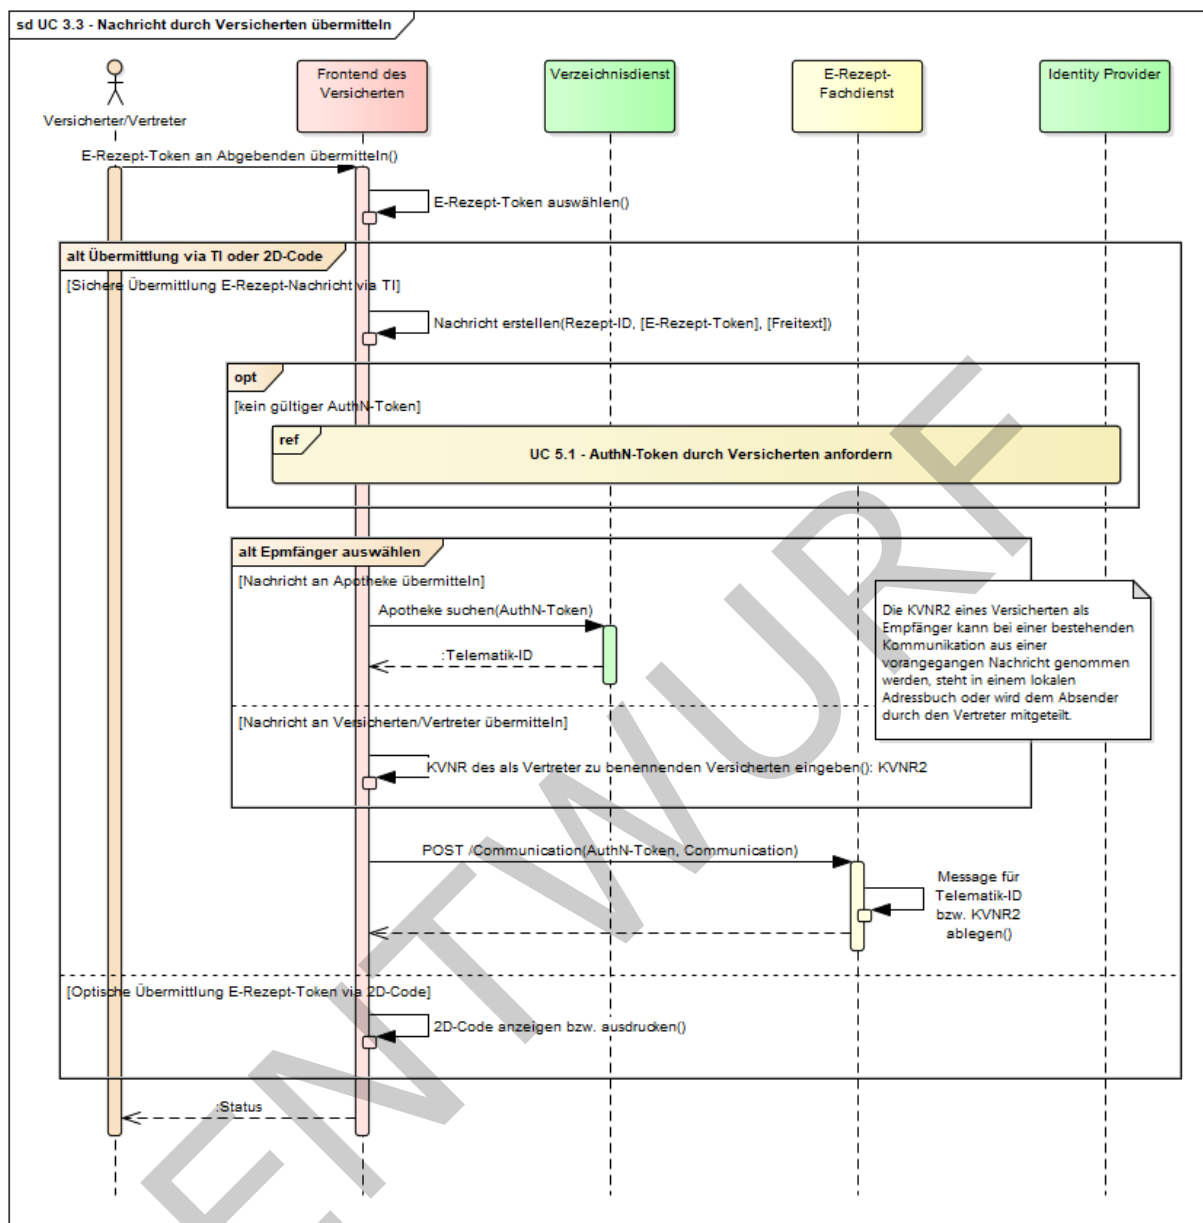 sd UC 3.3 - Nachricht durch Versicherten übermitteln
Versicherter/Vertreter
Frontend des
Versicherten
Verzeichnisdienst
E-Rezept-
Fachdienst
Identity Provider
E-Rezept-Token an Abgebenden übermitteln()
E-Rezept-Token auswählen()
alt Übermittlung via TI oder 2D-Code
[Sichere Übermittlung E-Rezept-Nachricht via TI]
Nachricht erstellen(Rezept-ID, [E-Rezept-Token], [Freitext])
opt
[kein gültiger AuthN-Token]
ref
UC 5.1 - AuthN-Token durch Versicherten anfordern
alt Epmfänger auswählen
[Nachricht an Apotheke übermitteln]
Apotheke suchen(AuthN-Token)
:Telematik-ID
Die KVNR2 eines Versicherten als
Empfänger kann bei einer bestehenden
Kommunikation aus einer
vorangegangen Nachricht genommen
werden, steht in einem lokalen
Adressbuch oder wird dem Absender
durch den Vertreter mitgeteilt.
[Nachricht an Versicherten/Vertreter übermitteln]
KVNR des als Vertreter zu benennenden Versicherten eingeben(): KVNR2
POST /Communication(AuthN-Token, Communication)
Message für
Telematik-ID
bzw. KVNR2
ablegen()
[Optische Übermittlung E-Rezept-Token via 2D-Code]
2D-Code anzeigen bzw. ausdrucken()
:Status
ENTWURF